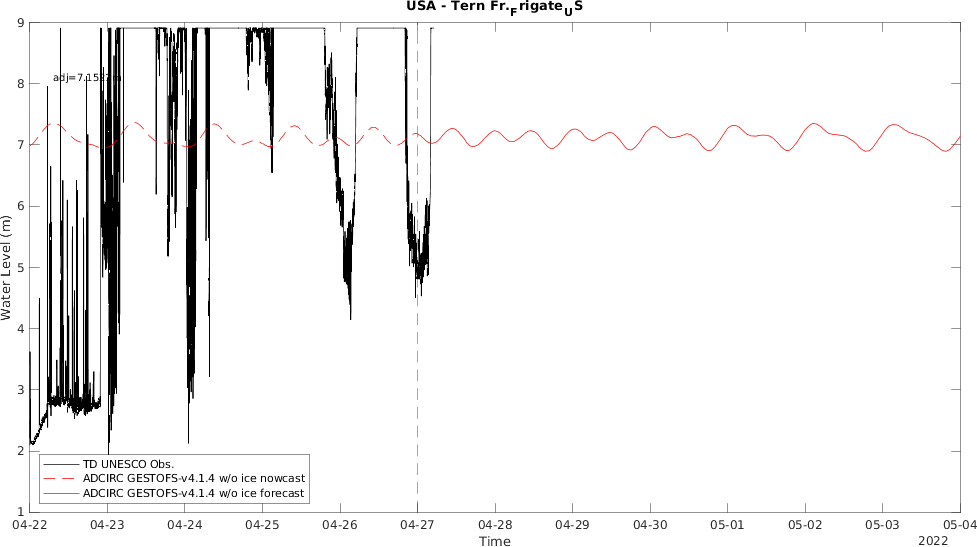 USA - Tern Fr.FrigateUS
9
8
7
6
5
4
3
2
1
Water Level (m)
adj=7.1527m
TD UNESCO Obs.
ADCIRC GESTOFS-v4.1.4 w/o ice nowcast
ADCIRC GESTOFS-v4.1.4 w/o ice forecast
04-22 04-23 04-24 04-25 04-26 04-27 04-28 04-29 04-30 05-01 05-02 05-03 05-04
Time
2022